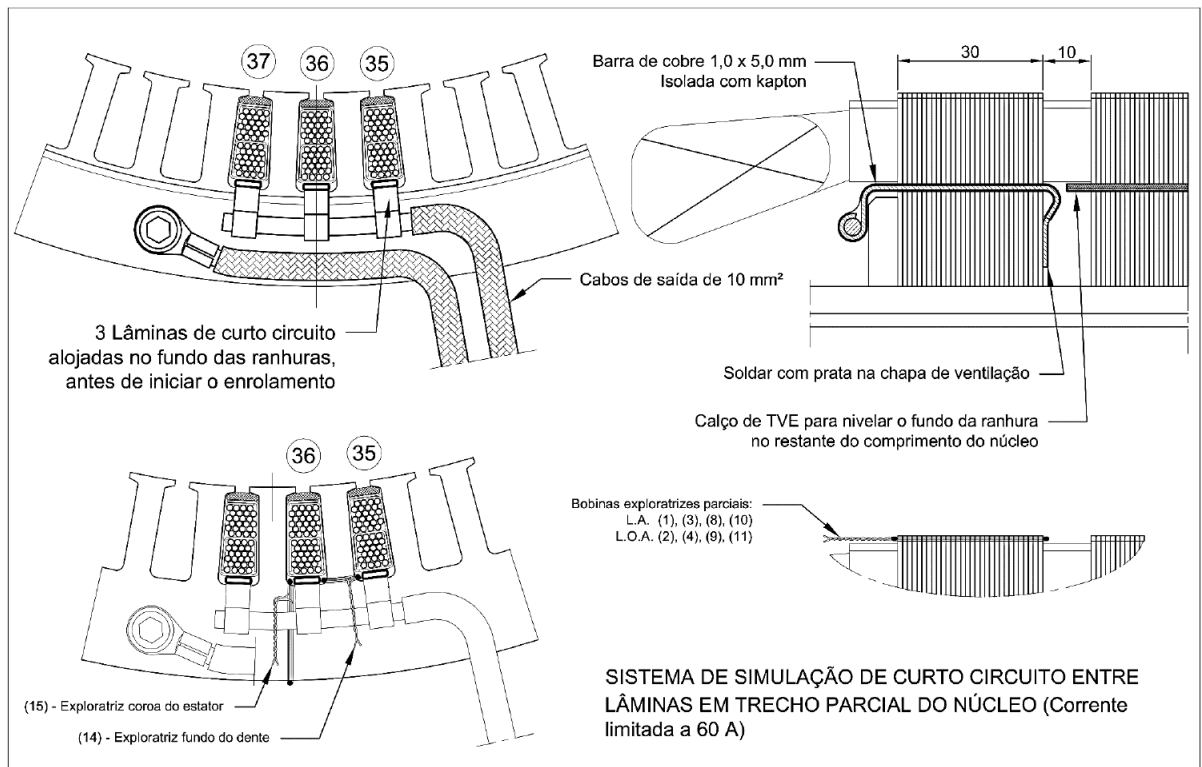 37
36
35
3 Lâminas de curto circuito
alojadas no fundo das ranhuras,
antes de iniciar o enrolamento
Cabos de saída de 10 mm²
Barra de cobre 1,0 x 5,0 mm
Isolada com kapton
30
10
Soldar com prata na chapa de ventilação
Calço de TVE para nivelar o fundo da ranhura
no restante do comprimento do núcleo
36
35
(15) - Exploratriz coroa do estator
(14) - Exploratriz fundo do dente
Bobinas exploratrizes parciais:
L.A. (1), (3), (8), (10)
L.O.A. (2), (4), (9), (11)
SISTEMA DE SIMULAÇÃO DE CURTO CIRCUITO ENTRE
LÂMINAS EM TRECHO PARCIAL DO NÚCLEO (Corrente
limitada a 60 A)